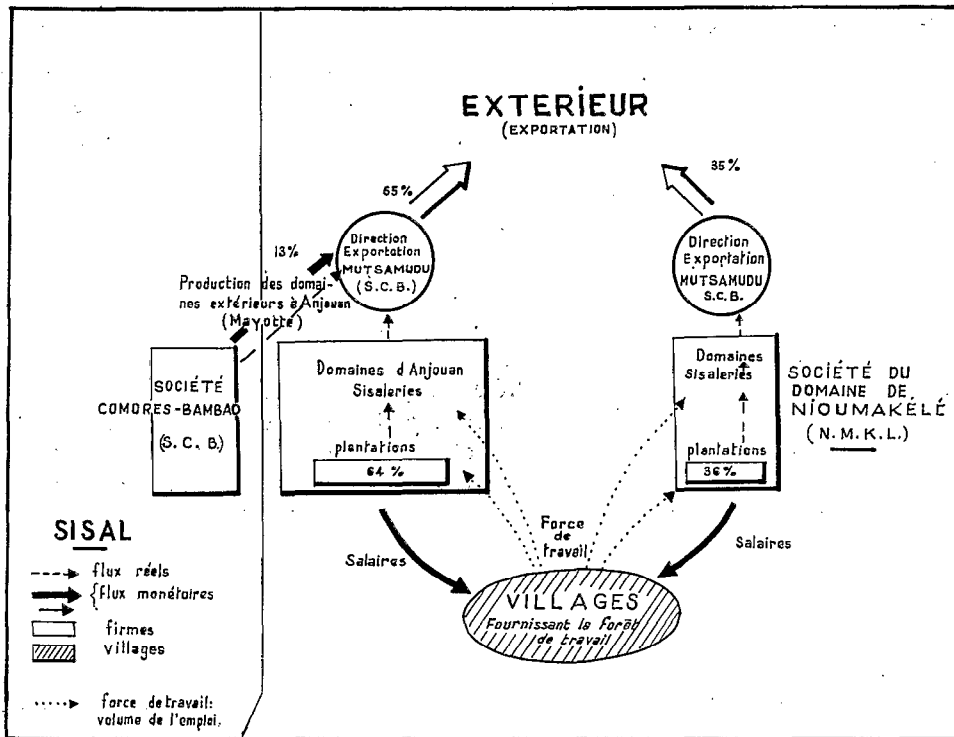 EXTERIEUR
(EXPORTATION)
65%
35%
13%
Direction
Exportation
MUTSAMUDU
(S.C.B.)
Direction
Exportation
MUTSAMUDU
S.C.B.
Production des domai-
nes extérieurs à Anjouan
(Mayotte)
SOCIÉTÉ
COMORES-BAMBAO
(S.C.B.)
Domaines d'Anjouan
Sisaleries
plantations
64 %
Domaines
Sisaleries
plantations
36%
SOCIÉTÉ DU
DOMAINE DE
NIOUMAKÉLÉ
(N.M.K.L.)
Force
de
travail
Salaires
Salaires
VILLAGES
Fournissant la Forêt
de travail
SISAL
flux réels
flux monétaires
firmes
villages
force de travail:
volume de l'emploi.